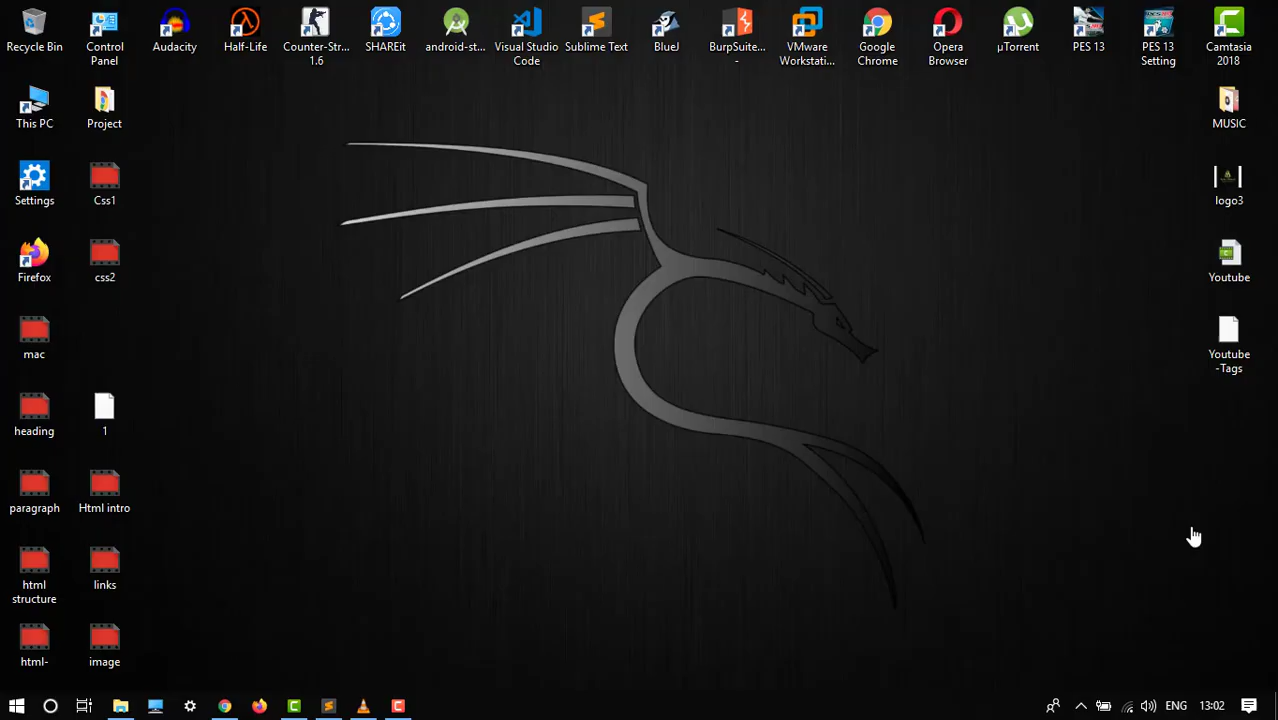 Recycle Bin
Control
Panel
Audacity
Half-Life
Counter-Str...
1.6
SHAREit
android-st...
Visual Studio
Code
Sublime Text
BlueJ
BurpSuite...
-
VMware
Workstati...
Google
Chrome
Opera
Browser
µTorrent
PES 13
PES 13
Setting
Camtasia
2018
This PC
Project
MUSIC
Settings
Css1
logo3
Firefox
css2
Youtube
mac
Youtube
-Tags
heading
1
paragraph
Html intro
html
structure
links
html-
image
ENG
13:02